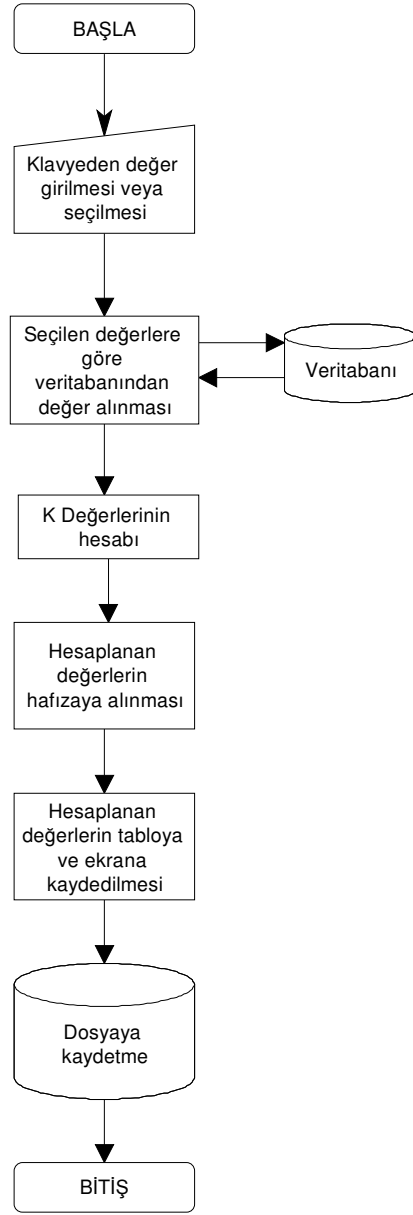 BAŞLA
Klavyeden değer
girilmesi veya
seçilmesi
Seçilen değerlere
göre
veritabanından
değer alınması
Veritabanı
K Değerlerinin
hesabı
Hesaplanan
değerlerin
hafızaya alınması
Hesaplanan
değerlerin tabloya
ve ekrana
kaydedilmesi
Dosyaya
kaydetme
BİTİŞ